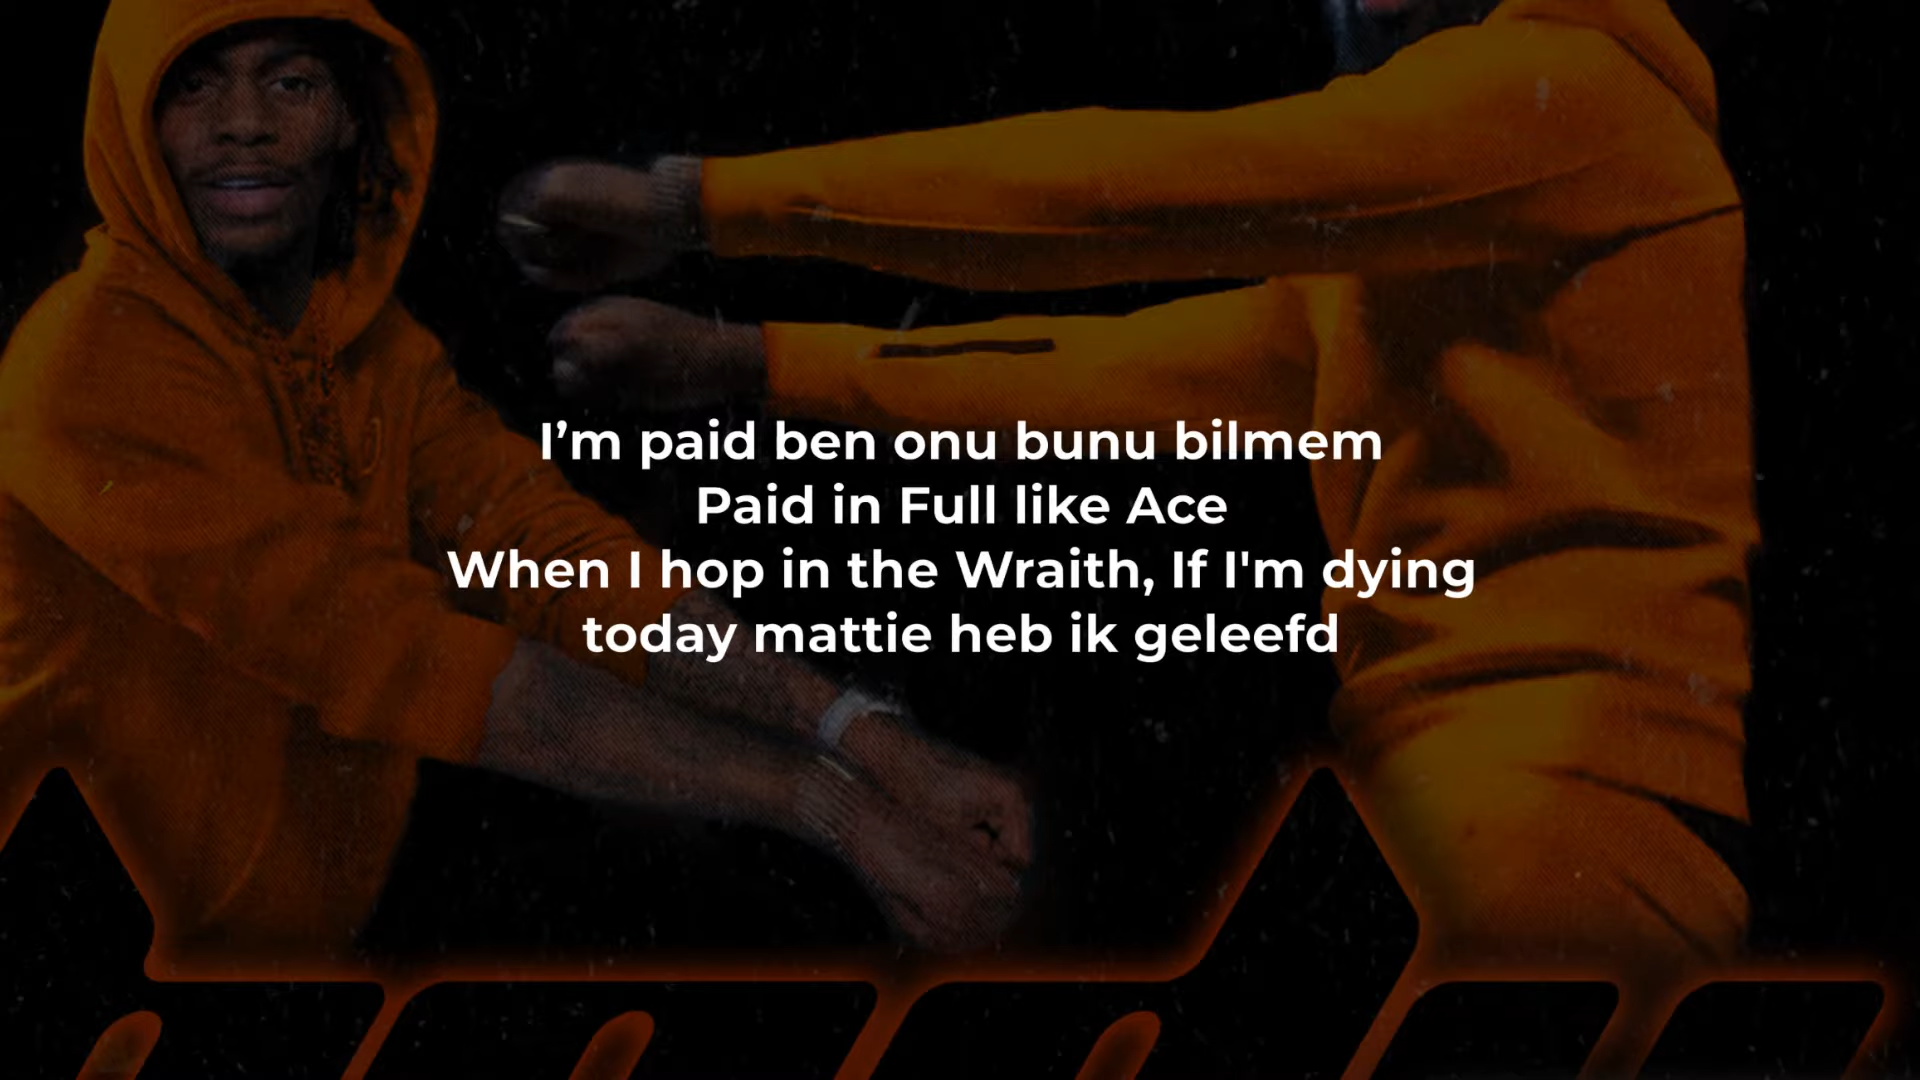 I’m paid ben onu bunu bilmem
Paid in Full like Ace
When I hop in the Wraith, If I'm dying
today mattie heb ik geleefd